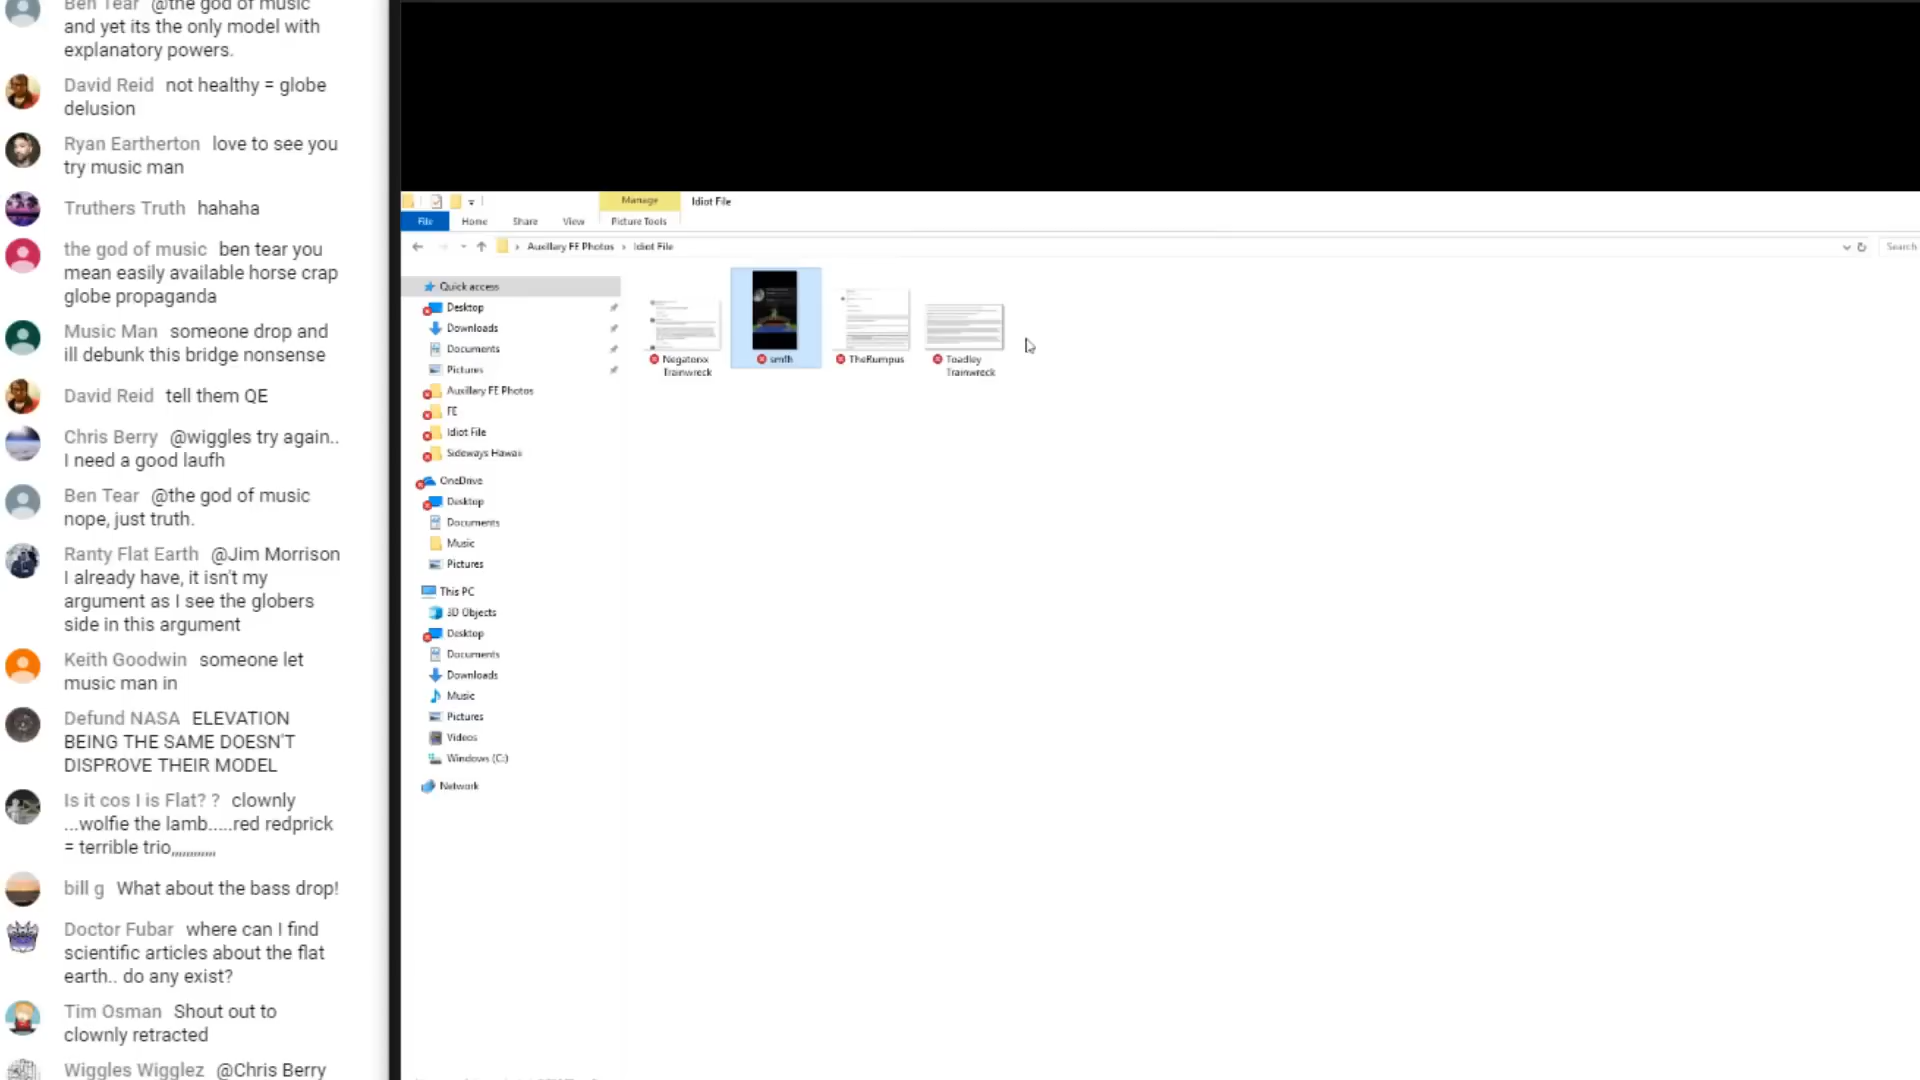 Ben Tear @the god of music
and yet its the only model with
explanatory powers.
David Reid not healthy = globe
delusion
Ryan Eartherton love to see you
try music man
Truthers Truth hahaha
the god of music ben tear you
mean easily available horse crap
globe propaganda
Music Man someone drop and
ill debunk this bridge nonsense
David Reid tell them QE
Chris Berry @wiggles try again..
I need a good laufh
Ben Tear @the god of music
nope, just truth.
Ranty Flat Earth @Jim Morrison
I already have, it isn't my
argument as I see the globers
side in this argument
Keith Goodwin someone let
music man in
Defund NASA ELEVATION
BEING THE SAME DOESN'T
DISPROVE THEIR MODEL
Is it cos I is Flat? ? clownly
...wolfie the lamb.....red redprick
= terrible trio,,,,,,,,,,,,
bill g What about the bass drop!
Doctor Fubar where can I find
scientific articles about the flat
earth.. do any exist?
Tim Osman Shout out to
clownly retracted
Wiggles Wigglez @Chris Berry
Manage Idiot File
File Home Share View Picture Tools
Auxillary FE Photos › Idiot File
Search
Quick access
Desktop
Downloads
Documents
Pictures
Auxillary FE Photos
FE
Idiot File
Sideways Hawaii
OneDrive
Desktop
Documents
Music
Pictures
This PC
3D Objects
Desktop
Documents
Downloads
Music
Pictures
Videos
Windows (C:)
Network
Negatorxx
Trainwreck
smfh
TheRumpus
Toadley
Trainwreck